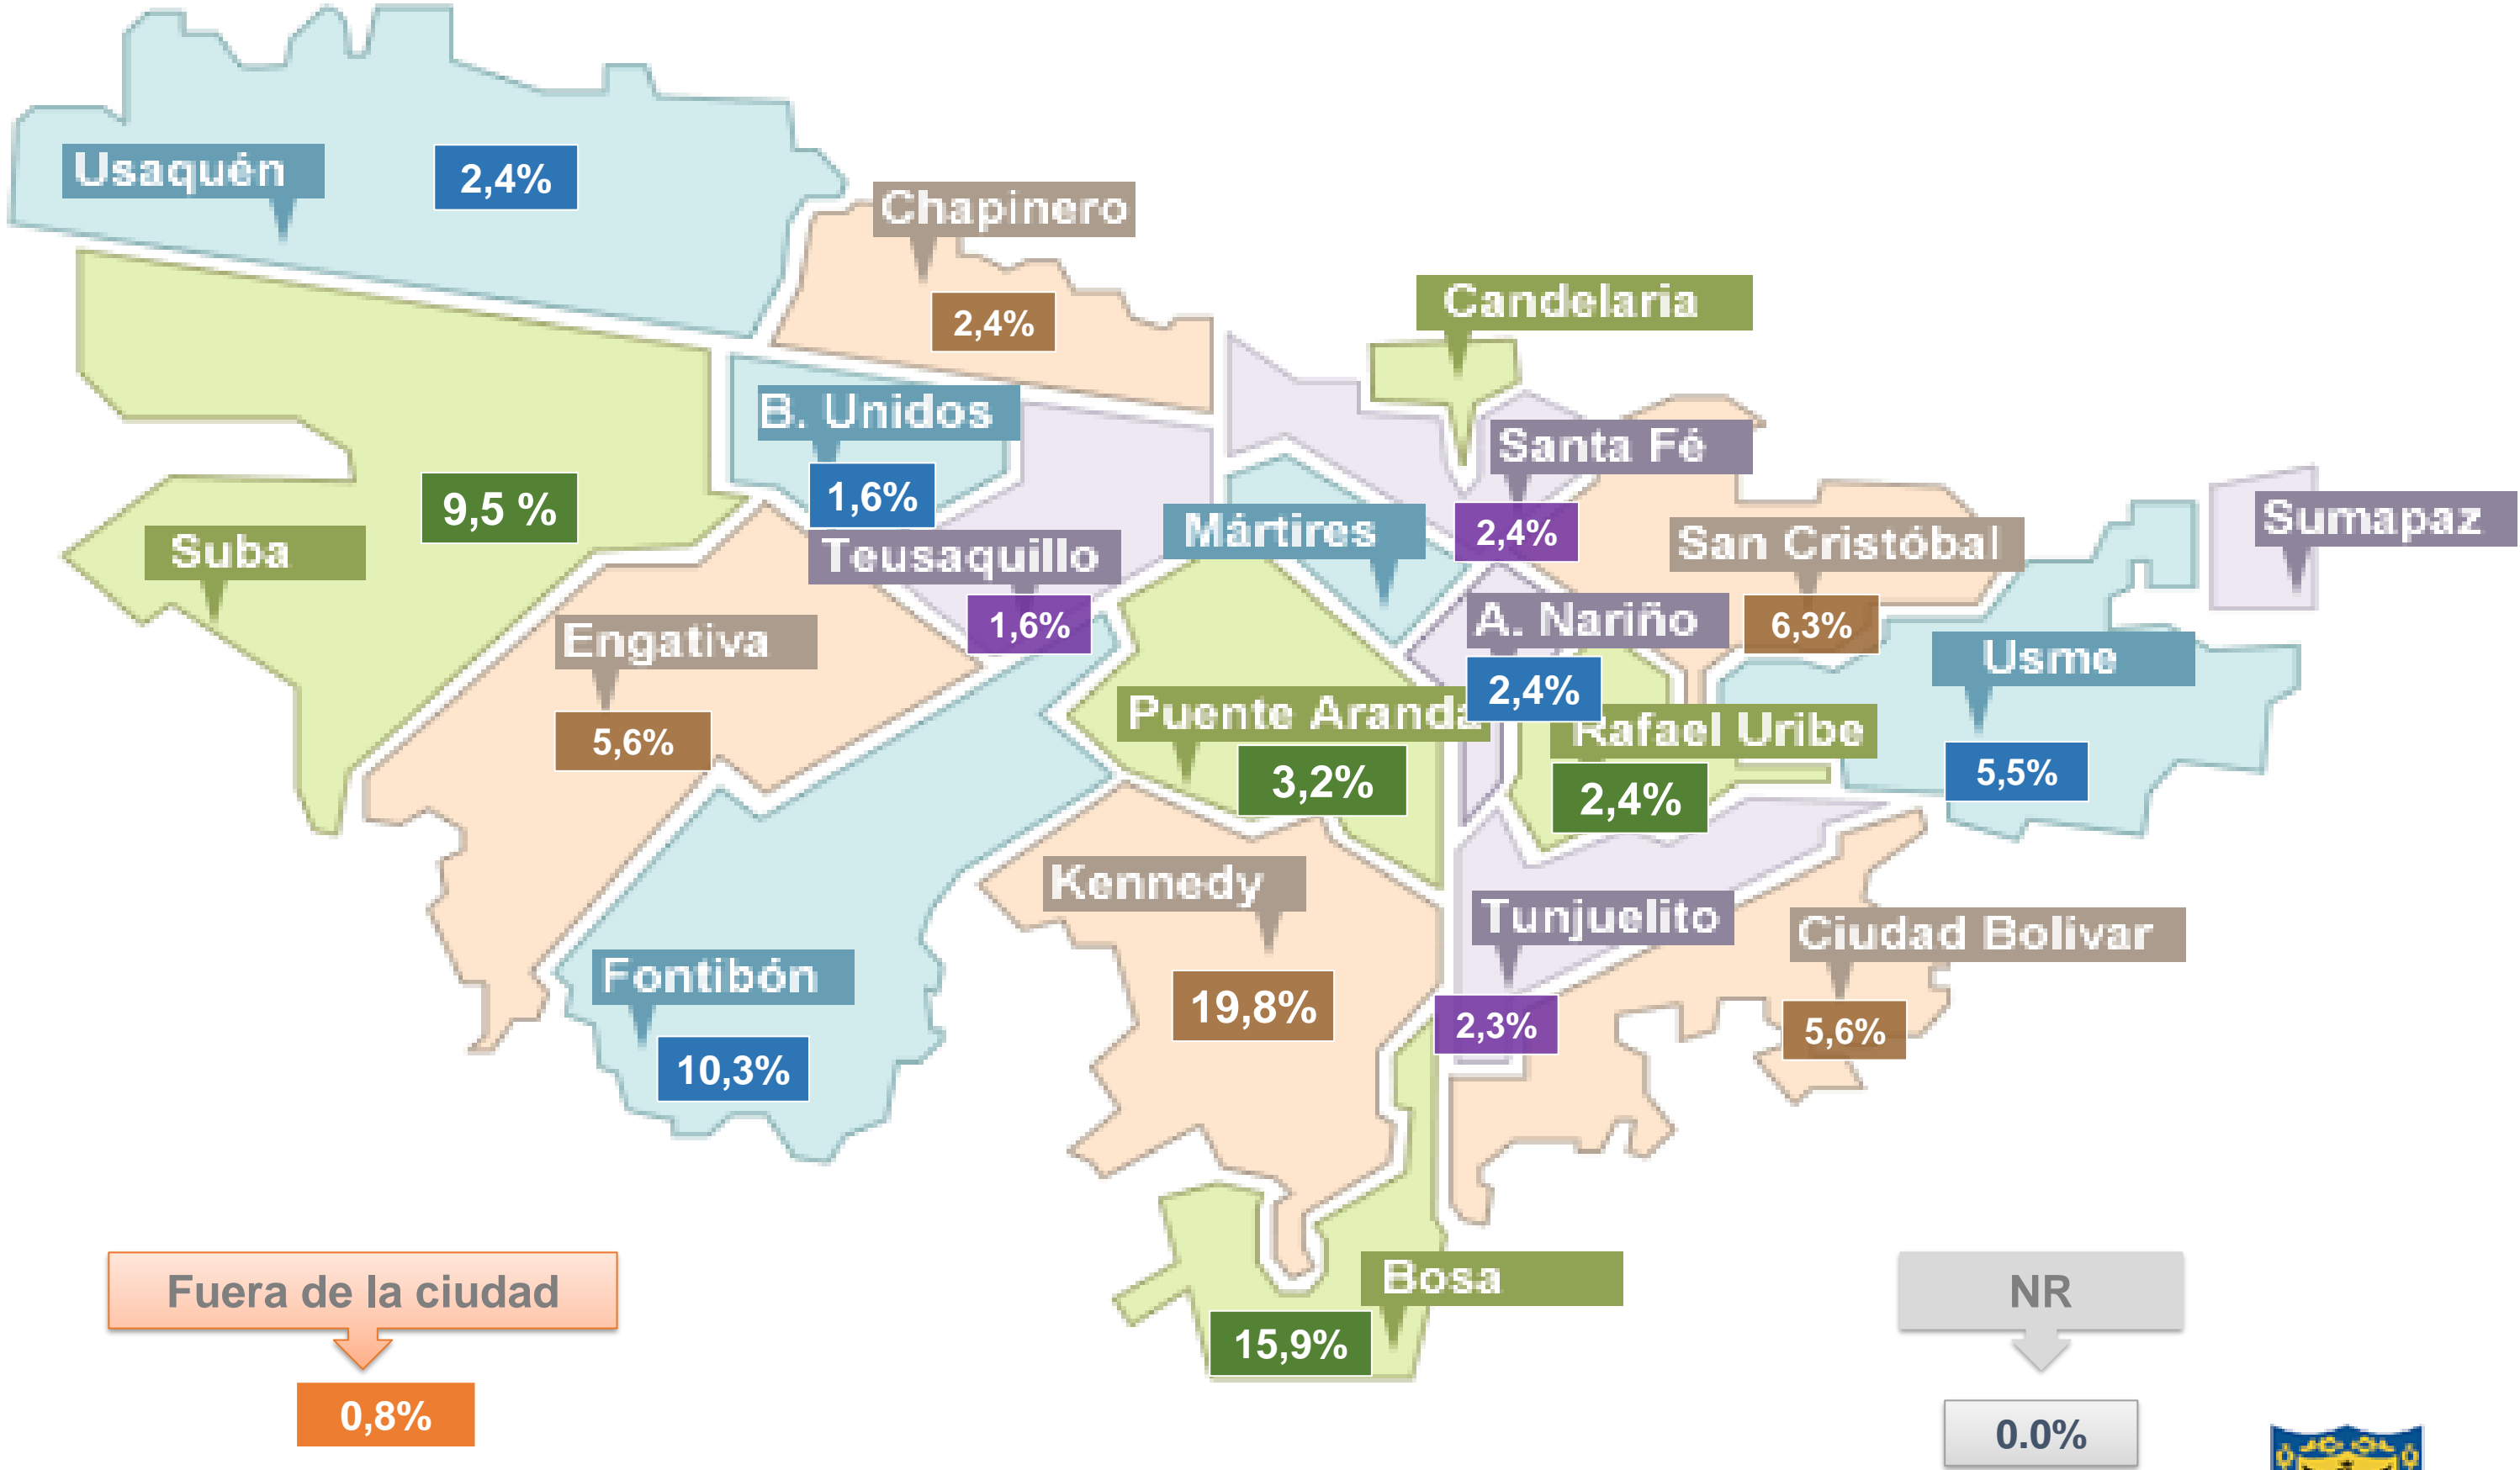 Usaquén
2,4%
Chapinero
2,4%
Candelaria
B. Unidos
1,6%
Santa Fé
2,4%
Suba
9,5 %
Teusaquillo
1,6%
Mártires
San Cristóbal
6,3%
Sumapaz
Engativa
5,6%
A. Nariño
2,4%
Usme
5,5%
Puente Aranda
3,2%
Rafael Uribe
2,4%
Kennedy
19,8%
Tunjuelito
2,3%
Ciudad Bolivar
5,6%
Fontibón
10,3%
Bosa
15,9%
Fuera de la ciudad
0,8%
NR
0.0%